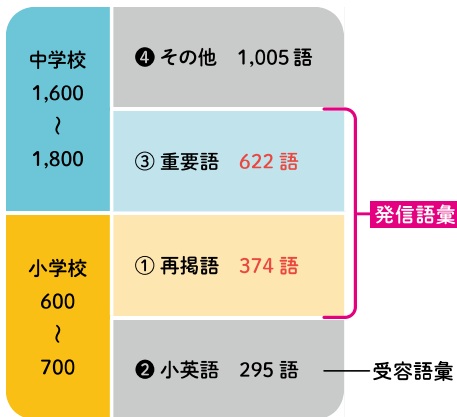 中学校
1,600
～
1,800
❹ その他 1,005 語
③ 重要語 622 語
発信語彙
小学校
600
～
700
① 再掲語 374 語
❷ 小英語 295 語
受容語彙